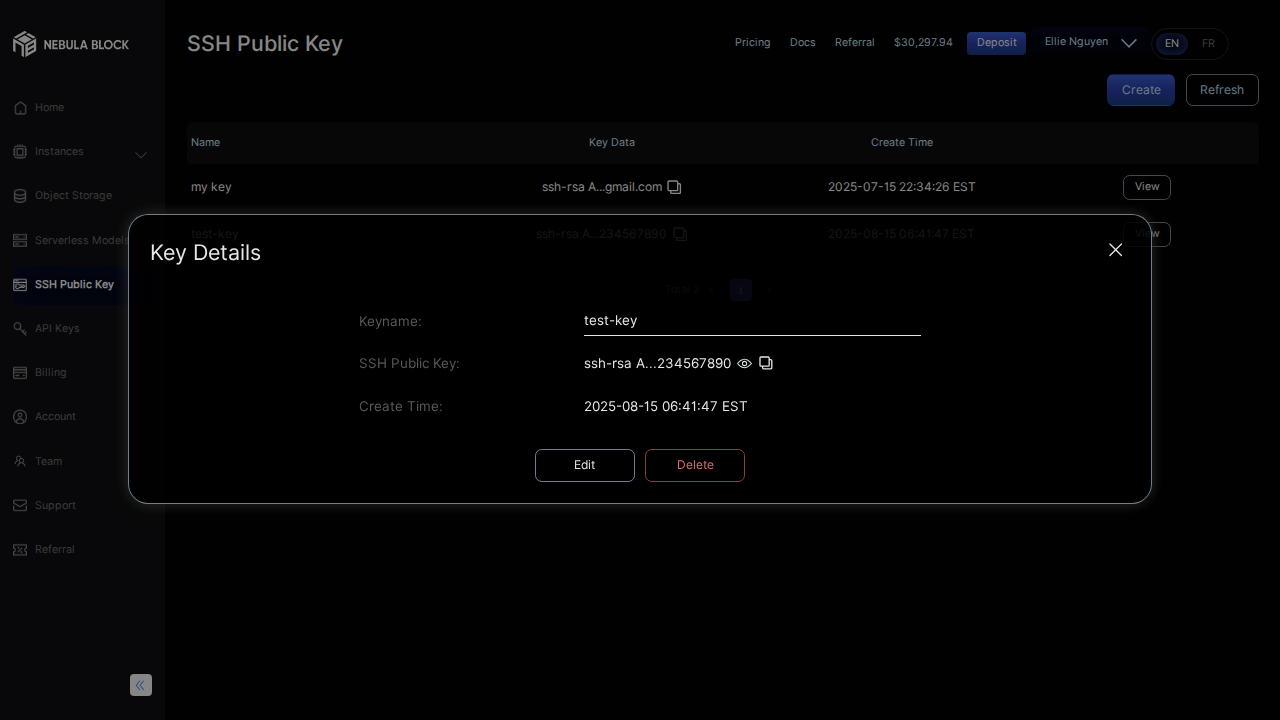 NEBULA BLOCK
SSH Public Key
Pricing
Docs
Referral
$30,297.94
Deposit
Ellie Nguyen
EN
FR
Home
Instances
Object Storage
Serverless Models
SSH Public Key
API Keys
Billing
Account
Team
Support
Referral
Create
Refresh
Name
Key Data
Create Time
my key
ssh-rsa A...gmail.com
2025-07-15 22:34:26 EST
View
test-key
ssh-rsa A...234567890
2025-08-15 06:41:47 EST
View
Key Details
Total 2
1
Keyname:
test-key
SSH Public Key:
ssh-rsa A...234567890
Create Time:
2025-08-15 06:41:47 EST
Edit
Delete